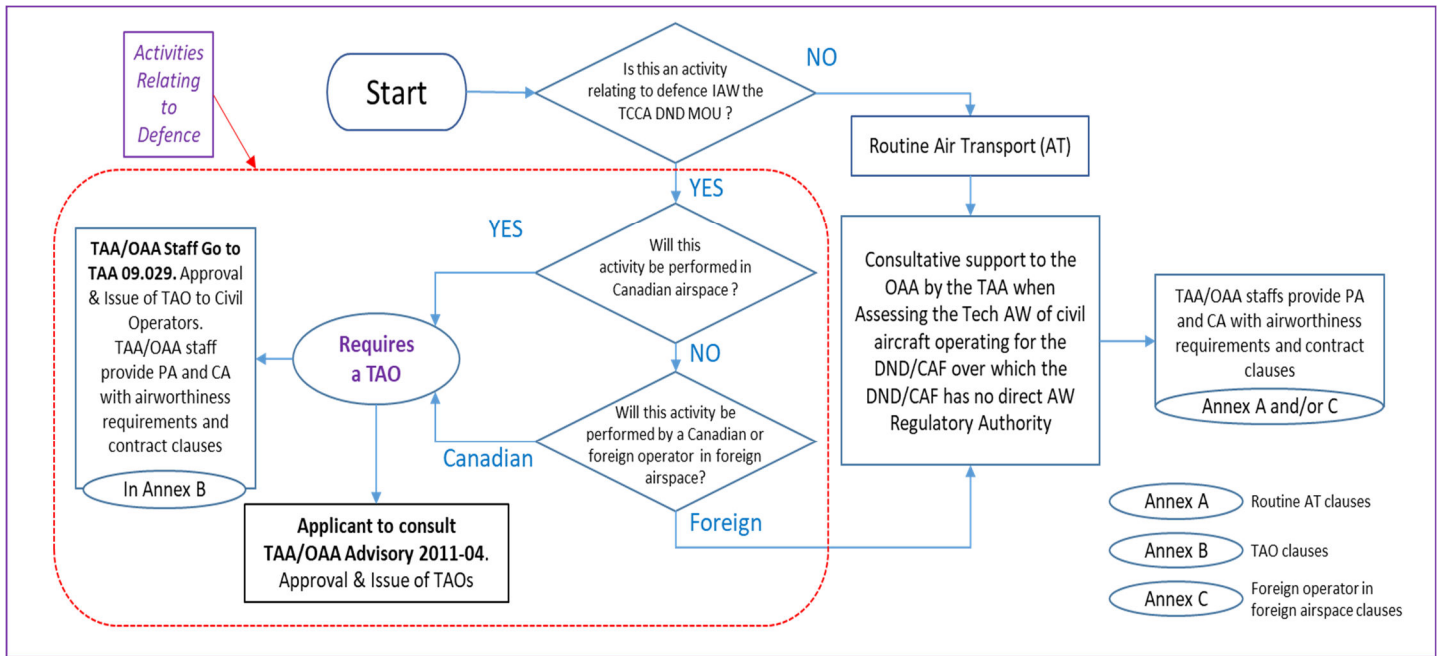 Activities
Relating
to
Defence
Start
Is this an activity
relating to defence IAW the
TCCA DND MOU ?
NO
Routine Air Transport (AT)
YES
YES
Will this
activity be performed in
Canadian airspace ?
TAA/OAA Staff Go to
TAA 09.029. Approval
& Issue of TAO to Civil
Operators.
TAA/OAA staff
provide PA and CA
with airworthiness
requirements and
contract clauses
In Annex B
Requires
a TAO
NO
Will this activity be
performed by a Canadian or
foreign operator in foreign
airspace?
Canadian
Foreign
Applicant to consult
TAA/OAA Advisory 2011-04.
Approval & Issue of TAOs
Consultative support to the
OAA by the TAA when
Assessing the Tech AW of civil
aircraft operating for the
DND/CAF over which the
DND/CAF has no direct AW
Regulatory Authority
TAA/OAA staffs provide PA
and CA with airworthiness
requirements and contract
clauses
Annex A and/or C
Annex A Routine AT clauses
Annex B TAO clauses
Annex C Foreign operator in
foreign airspace clauses